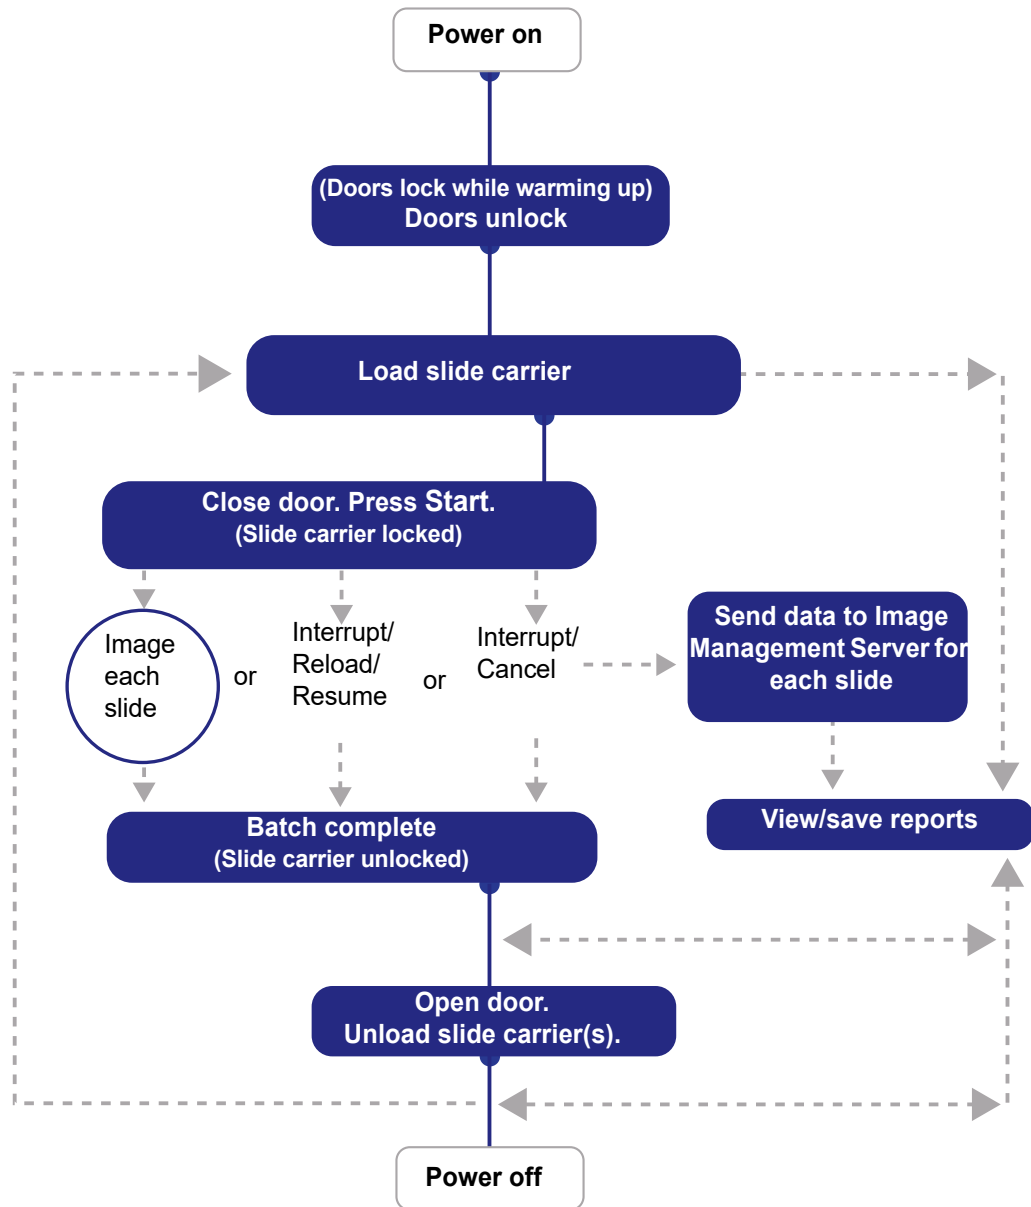 Power on
(Doors lock while warming up)
Doors unlock
Load slide carrier
Close door. Press Start.
(Slide carrier locked)
Image
each
slide
or
Interrupt/
Reload/
Resume
or
Interrupt/
Cancel
Send data to Image
Management Server for
each slide
Batch complete
(Slide carrier unlocked)
View/save reports
Open door.
Unload slide carrier(s).
Power off